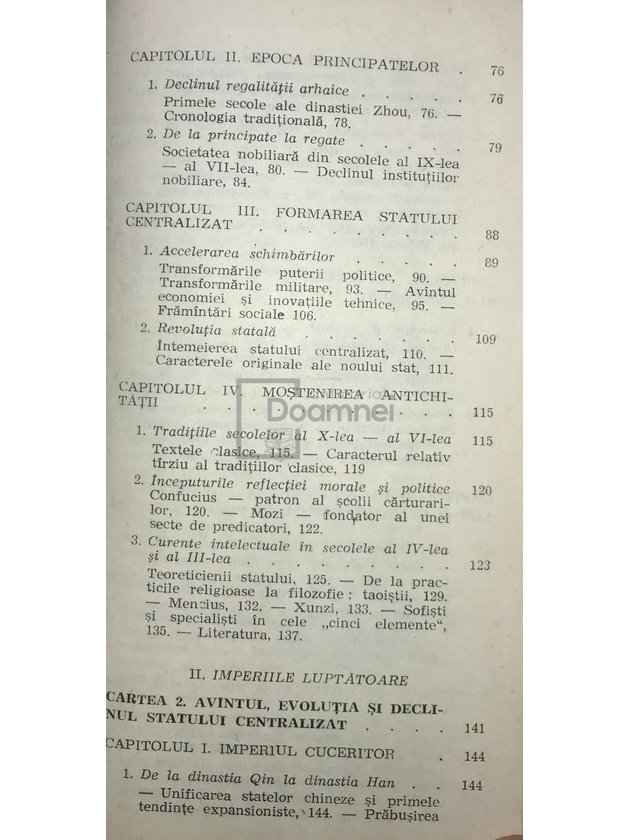 CAPITOLUL II. EPOCA PRINCIPATELOR . 76
1. Declinul regalității arhaice . . . . . 76
Primele secole ale dinastiei Zhou, 76. —
Cronologia tradițională, 78.
2. De la principate la regate . . . . . 79
Societatea nobiliară din secolele al IX-lea
— al VII-lea, 80. — Declinul instituțiilor
nobiliare, 84.
CAPITOLUL III. FORMAREA STATULUI
CENTRALIZAT . . . . . . . . . 88
1. Accelerarea schimbărilor . . . . . . 89
Transformările puterii politice, 90. —
Transformările militare, 93. — Avîntul
economiei și inovațiile tehnice, 95. —
Frămîntări sociale 106.
2. Revoluția statală . . . . . . . 109
Întemeierea statului centralizat, 110. —
Caracterele originale ale noului stat, 111.
CAPITOLUL IV. MOȘTENIREA ANTICHI-
TĂȚII . . . . . . . . . . 115
Doamnei
1. Tradițiile secolelor al X-lea — al VI-lea 115
Textele clasice, 115. — Caracterul relativ
tîrziu al tradițiilor clasice, 119
2. Începuturile reflecției morale și politice 120
Confucius — patron al școlii cărturari-
lor, 120. — Mozi — fondator al unei
secte de predicatori, 122.
3. Curente intelectuale în secolele al IV-lea
și al III-lea . . . . . . . . . 123
Teoreticienii statului, 125. — De la prac-
ticile religioase la filozofie : taoiștii, 129.
— Mencius, 132. — Xunzi, 133. — Sofiști
și specialiști în cele „cinci elemente“,
135. — Literatura, 137.
II. IMPERIILE LUPTĂTOARE
CARTEA 2. AVÎNTUL, EVOLUȚIA ȘI DECLI-
NUL STATULUI CENTRALIZAT . . . . 141
CAPITOLUL I. IMPERIUL CUCERITOR . 144
1. De la dinastia Qin la dinastia Han . . 144
— Unificarea statelor chineze și primele
tendințe expansioniste, 144. — Prăbușirea